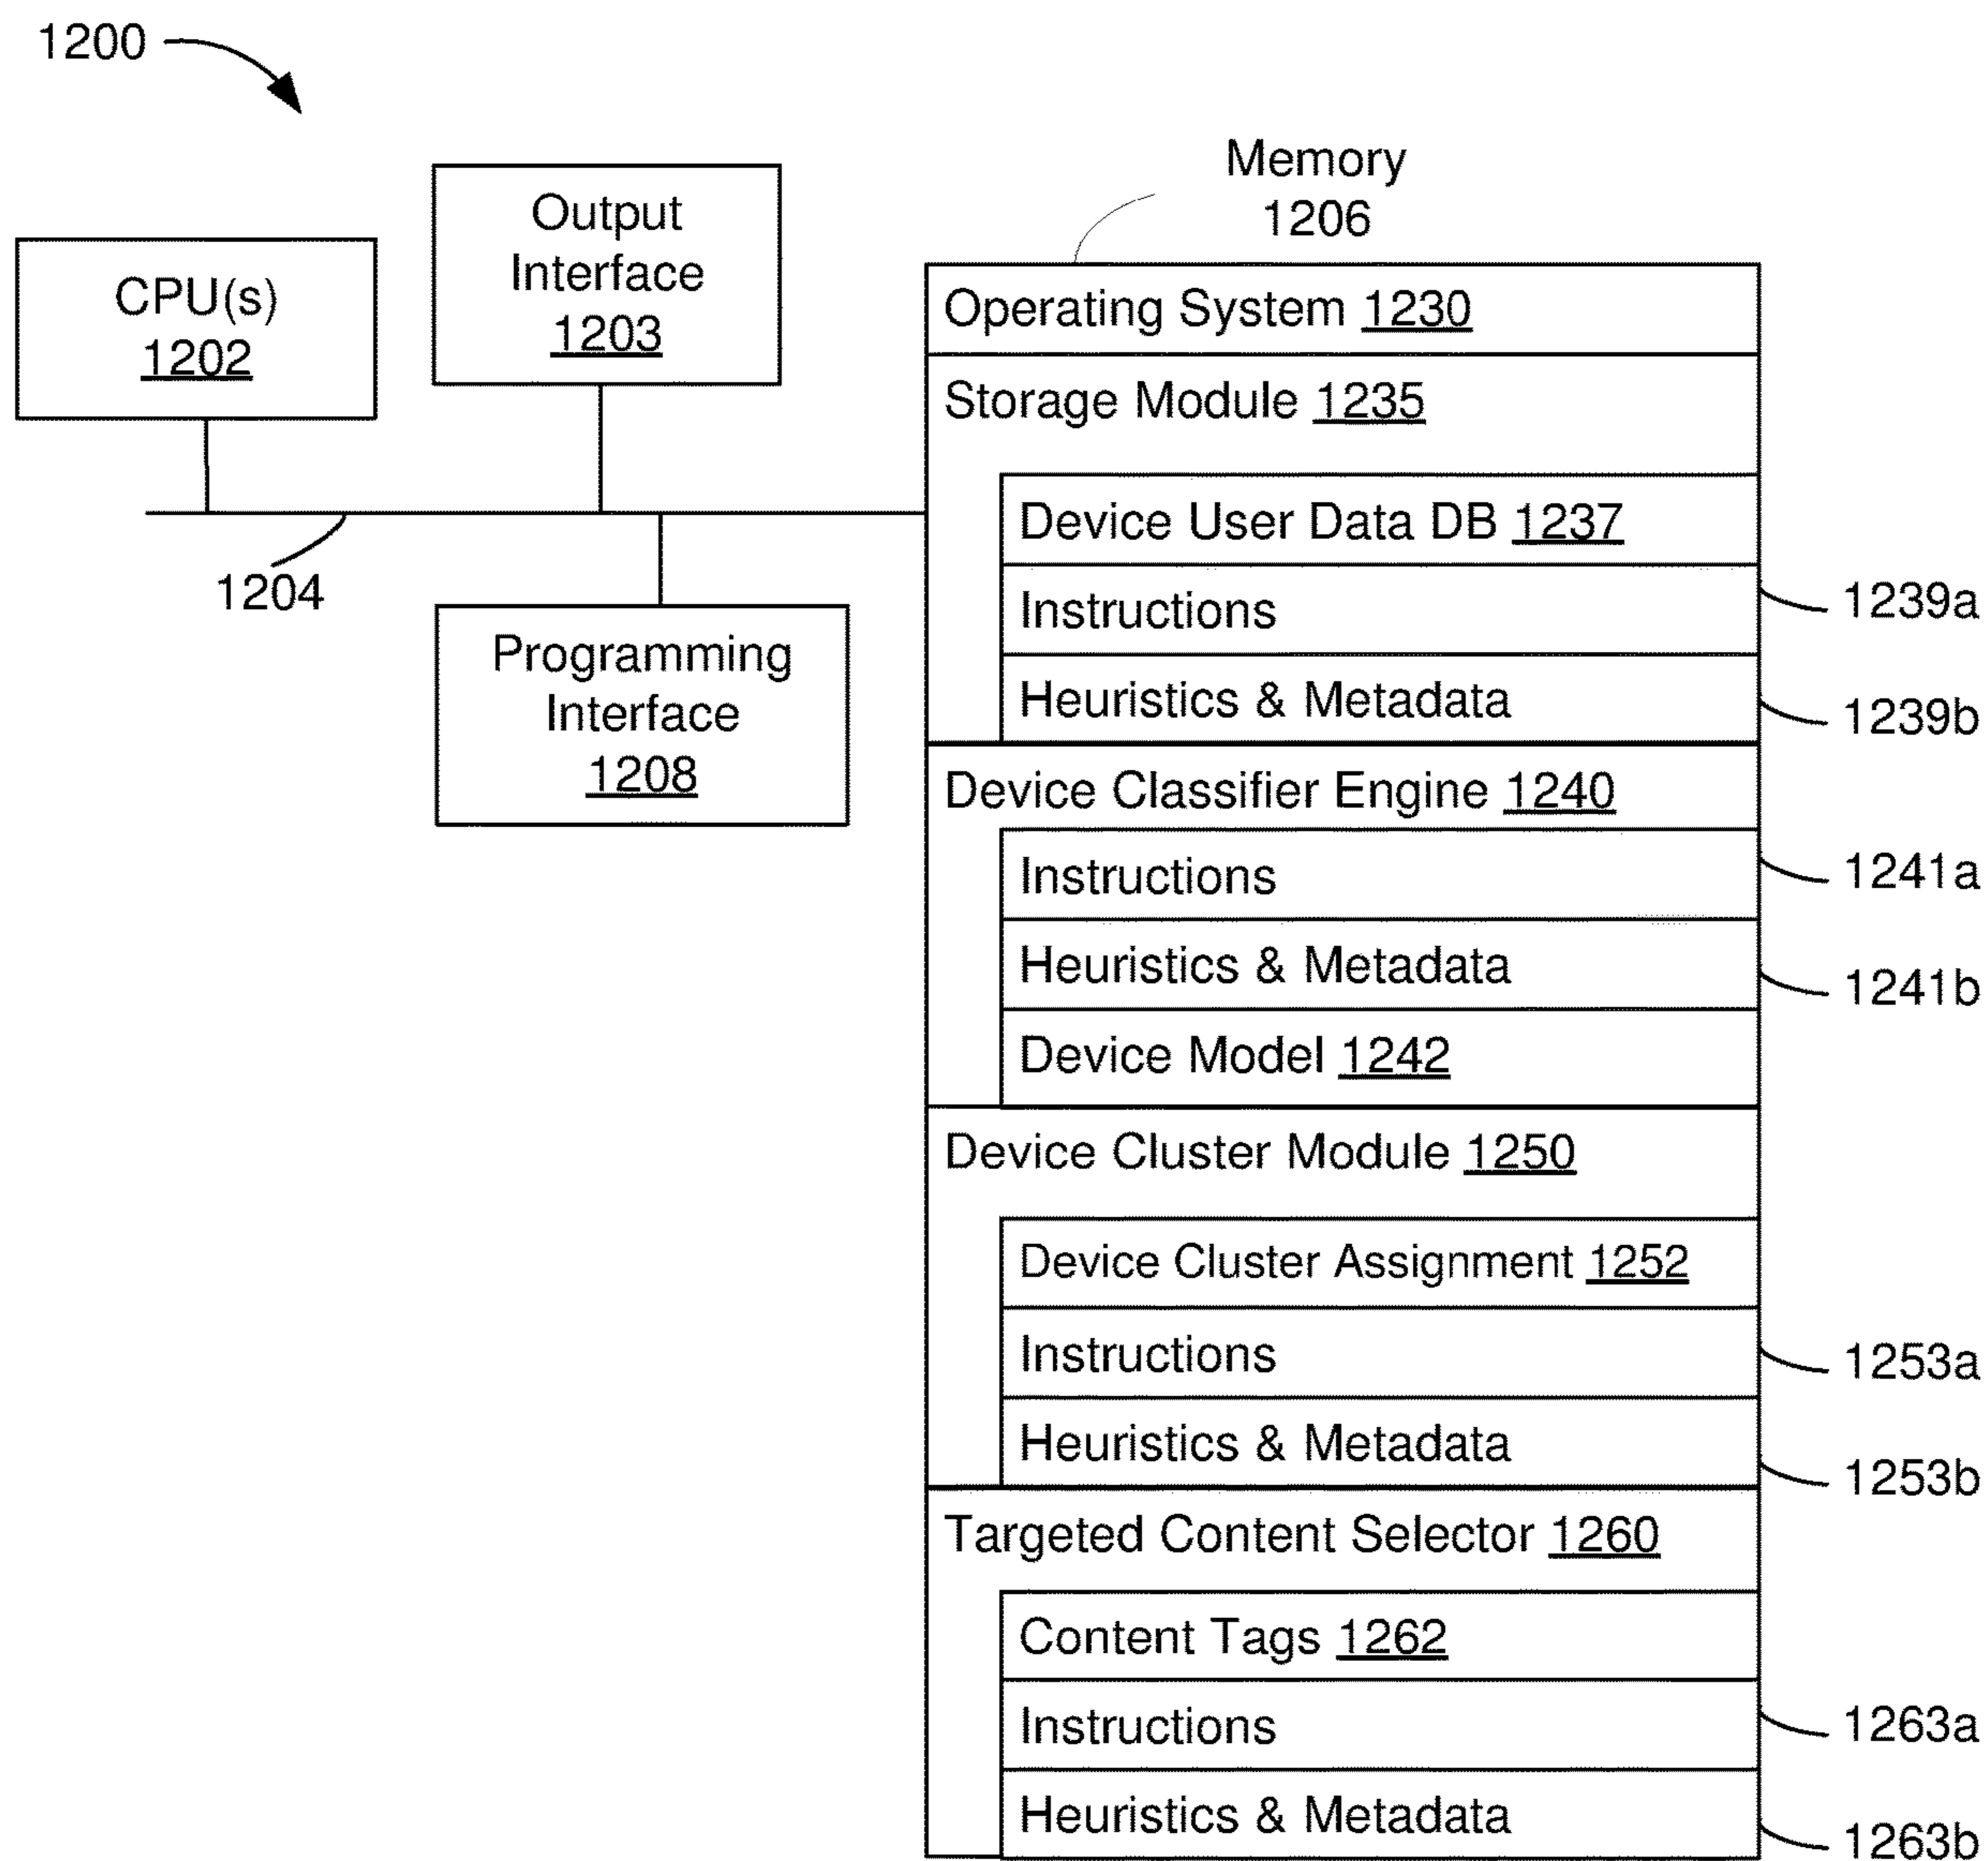 1200
CPU(s)
1202
Output
Interface
1203
1204
Programming
Interface
1208
Memory
1206
Operating System 1230
Storage Module 1235
Device User Data DB 1237
Instructions
1239a
Heuristics & Metadata
1239b
Device Classifier Engine 1240
Instructions
1241a
Heuristics & Metadata
1241b
Device Model 1242
Device Cluster Module 1250
Device Cluster Assignment 1252
Instructions
1253a
Heuristics & Metadata
1253b
Targeted Content Selector 1260
Content Tags 1262
Instructions
1263a
Heuristics & Metadata
1263b